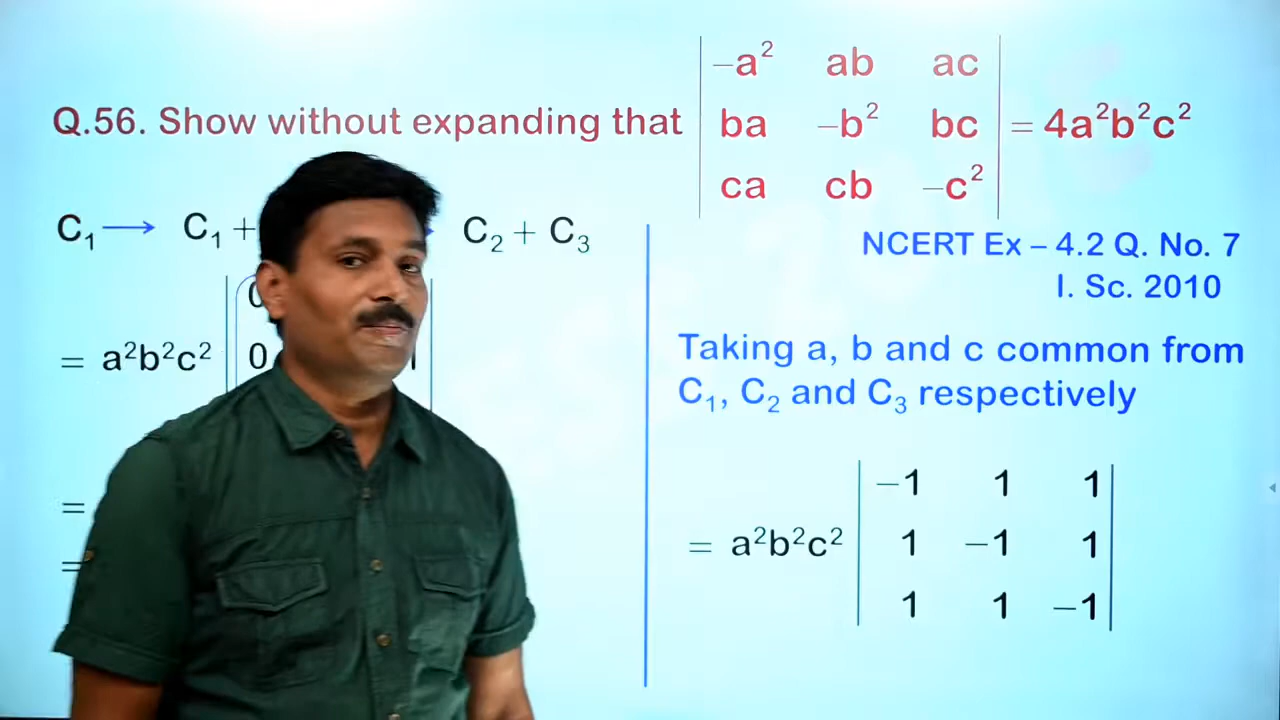 Q.56. Show without expanding that
–a² ab ac
ba –b² bc
ca cb –c²
= 4a²b²c²
C₁ → C₁ + C₂ + C₃
= a²b²c²
0
0
1
=
=
NCERT Ex – 4.2 Q. No. 7
I. Sc. 2010
Taking a, b and c common from
C₁, C₂ and C₃ respectively
= a²b²c²
–1 1 1
1 –1 1
1 1 –1